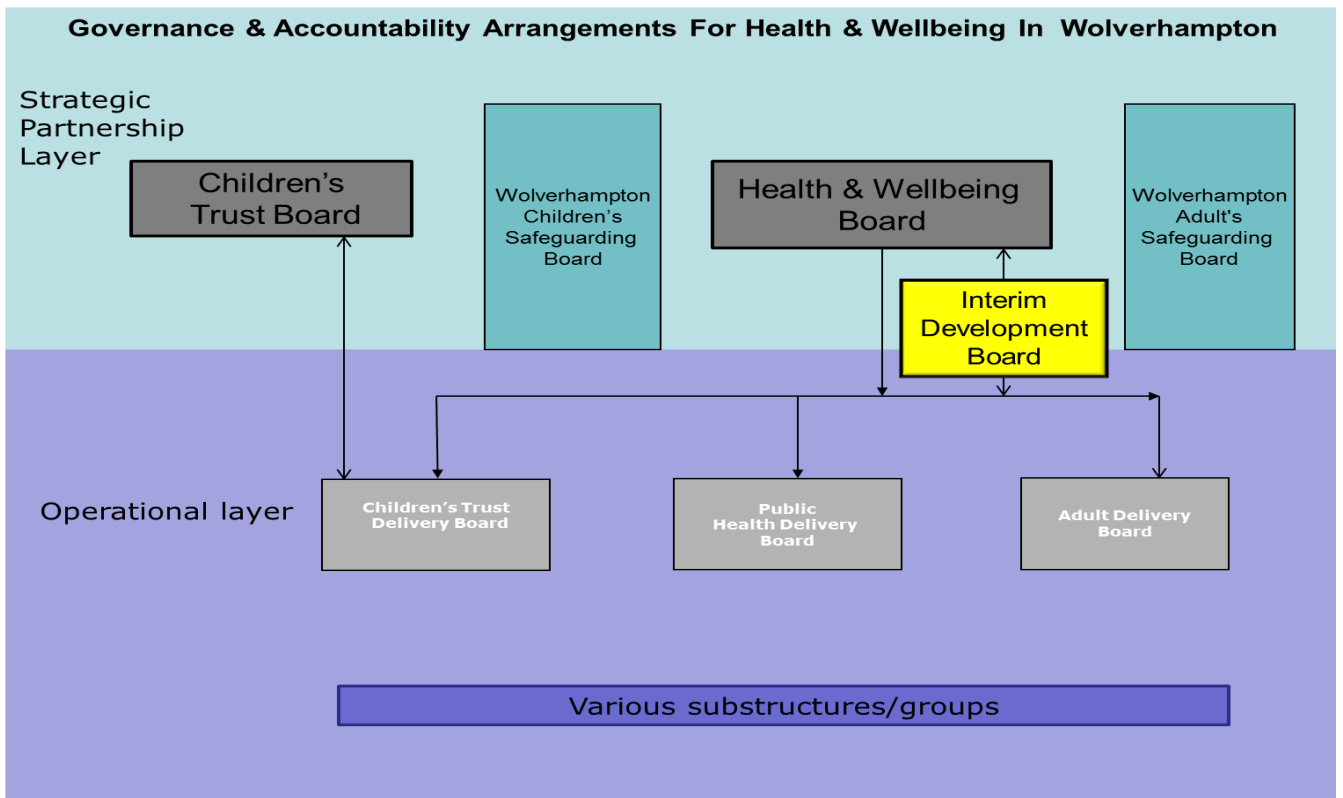 Governance & Accountability Arrangements For Health & Wellbeing In Wolverhampton
Strategic
Partnership
Layer
Children’s
Trust Board
Wolverhampton
Children’s
Safeguarding
Board
Health & Wellbeing
Board
Wolverhampton
Adult's
Safeguarding
Board
Interim
Development
Board
Operational layer
Children’s Trust
Delivery Board
Public
Health Delivery
Board
Adult Delivery
Board
Various substructures/groups